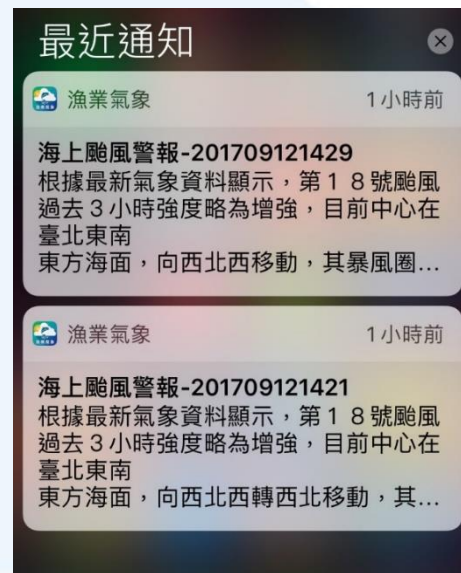 最近通知
漁業氣象
1小時前
海上颱風警報-201709121429
根據最新氣象資料顯示，第１８號颱風
過去３小時強度略為增強，目前中心在
臺北東南
東方海面，向西北西移動，其暴風圈...
漁業氣象
1小時前
海上颱風警報-201709121421
根據最新氣象資料顯示，第１８號颱風
過去３小時強度略為增強，目前中心在
臺北東南
東方海面，向西北西轉西北移動，其...